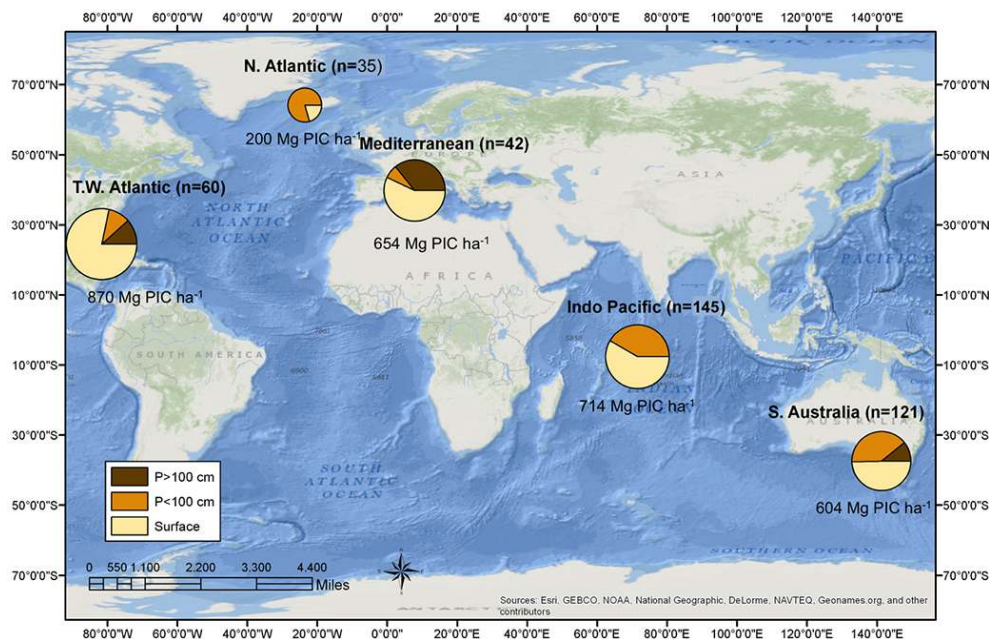 80°0'0"W 60°0'0"W 40°0'0"W 20°0'0"W 0°0'0" 20°0'0"E 40°0'0"E 60°0'0"E 80°0'0"E 100°0'0"E 120°0'0"E 140°0'0"E
ARCTIC OCEAN
N. Atlantic (n=35)
70°0'0"N 70°0'0"N
200 Mg PIC ha-1
Mediterranean (n=42)
EUROPE
50°0'0"N 50°0'0"N
ASIA
T.W. Atlantic (n=60)
NORTH
ATLANTIC
OCEAN
30°0'0"N 30°0'0"N
654 Mg PIC ha-1
PACIFIC
AFRICA
870 Mg PIC ha-1
10°0'0"N 10°0'0"N
Indo Pacific (n=145)
SOUTH AMERICA
10°0'0"S 10°0'0"S
INDIAN
714 Mg PIC ha-1
S. Australia (n=121)
AUSTRALIA
30°0'0"S 30°0'0"S
P>100 cm
P<100 cm
Surface
SOUTH
ATLANTIC
OCEAN
50°0'0"S 50°0'0"S
604 Mg PIC ha-1
SOUTHERN OCEAN
0 550 1.100 2.200 3.300 4.400
Miles
N
70°0'0"S 70°0'0"S
Sources: Esri, GEBCO, NOAA, National Geographic, DeLorme, NAVTEQ, Geonames.org, and other
contributors
80°0'0"W 60°0'0"W 40°0'0"W 20°0'0"W 0°0'0" 20°0'0"E 40°0'0"E 60°0'0"E 80°0'0"E 100°0'0"E 120°0'0"E 140°0'0"E